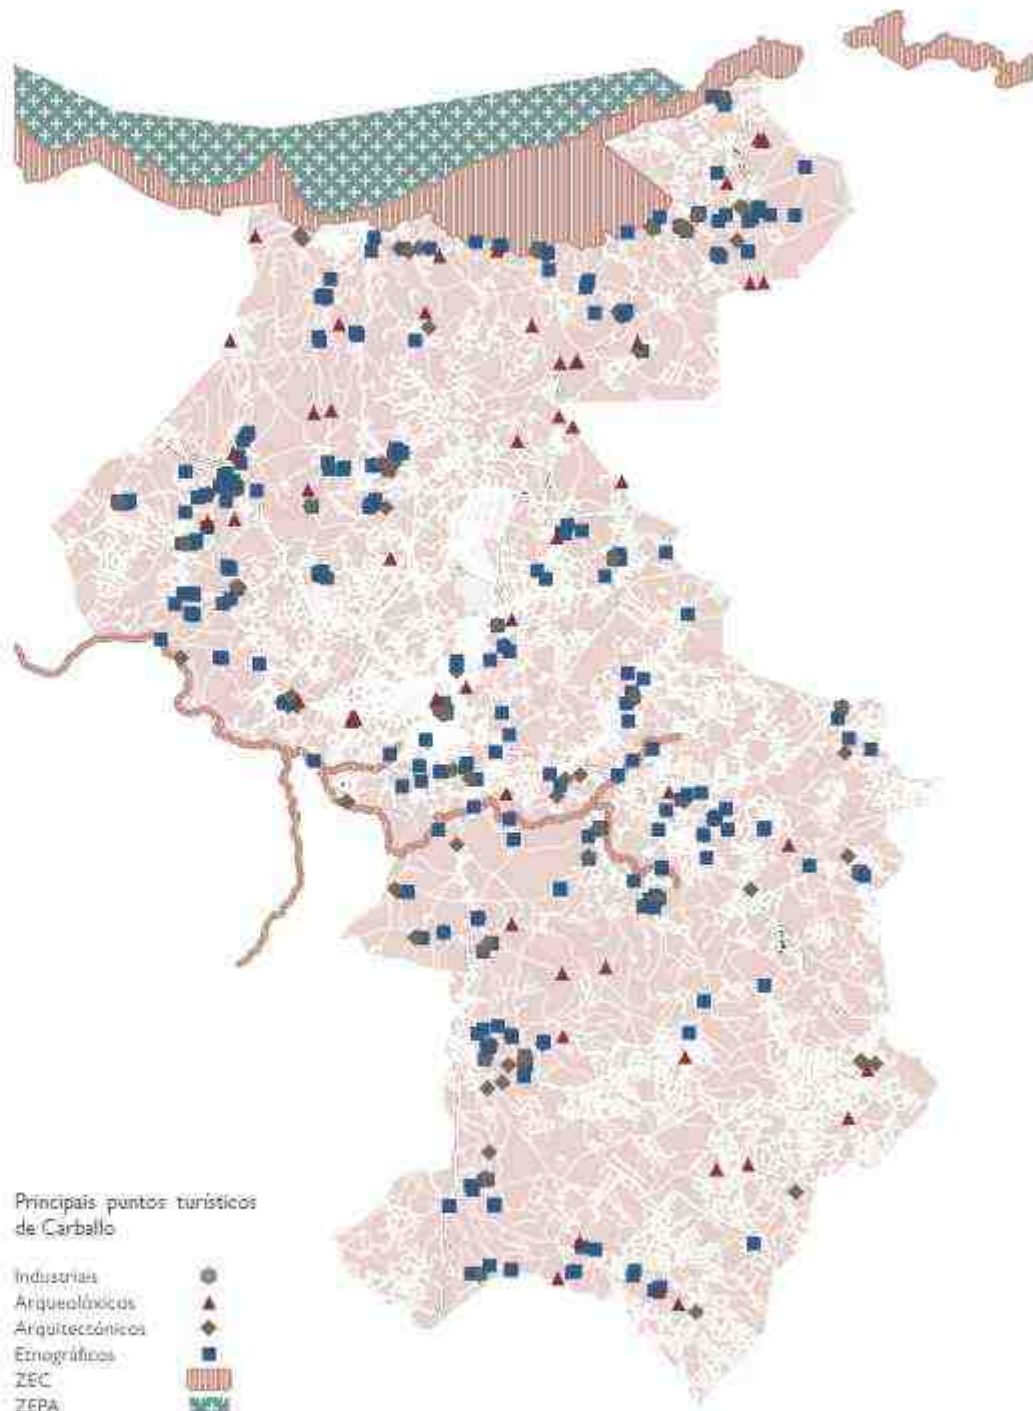 Principais puntos turísticos
de Carballo
Industriais
Arqueolóxicos
Arquitectónicos
Etnográficos
ZEC
ZEPA